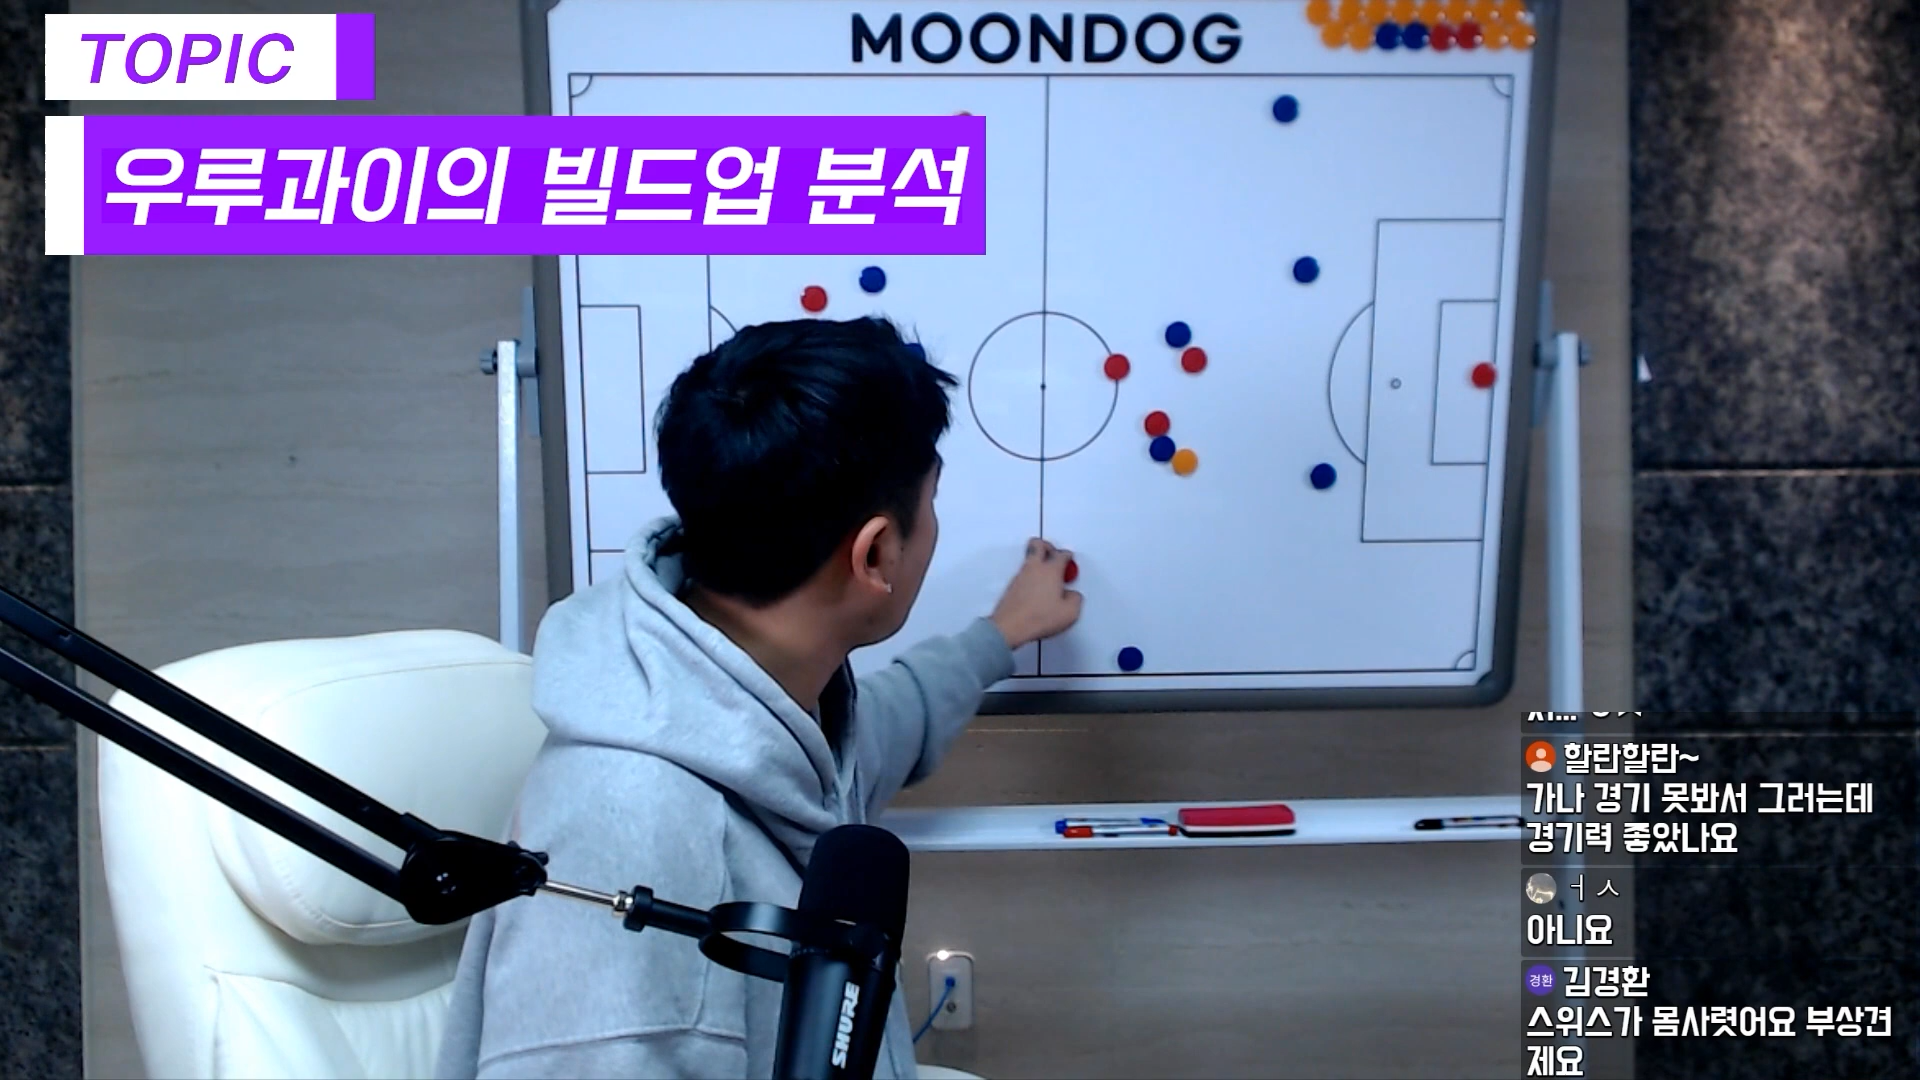 TOPIC
우루과이의 빌드업 분석
MOONDOG
할란할란~
가나 경기 못봐서 그러는데
경기력 좋았나요
ㅓㅅ
아니요
경환 김경환
스위스가 몸사렷어요 부상견
제요
SHURE